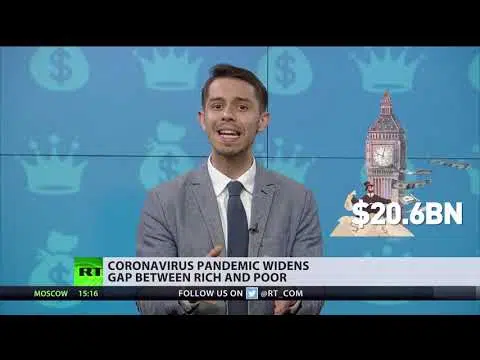 $20.6BN
CORONAVIRUS PANDEMIC WIDENS
GAP BETWEEN RICH AND POOR
RT
MOSCOW 15:16 FOLLOW US ON @RT_COM